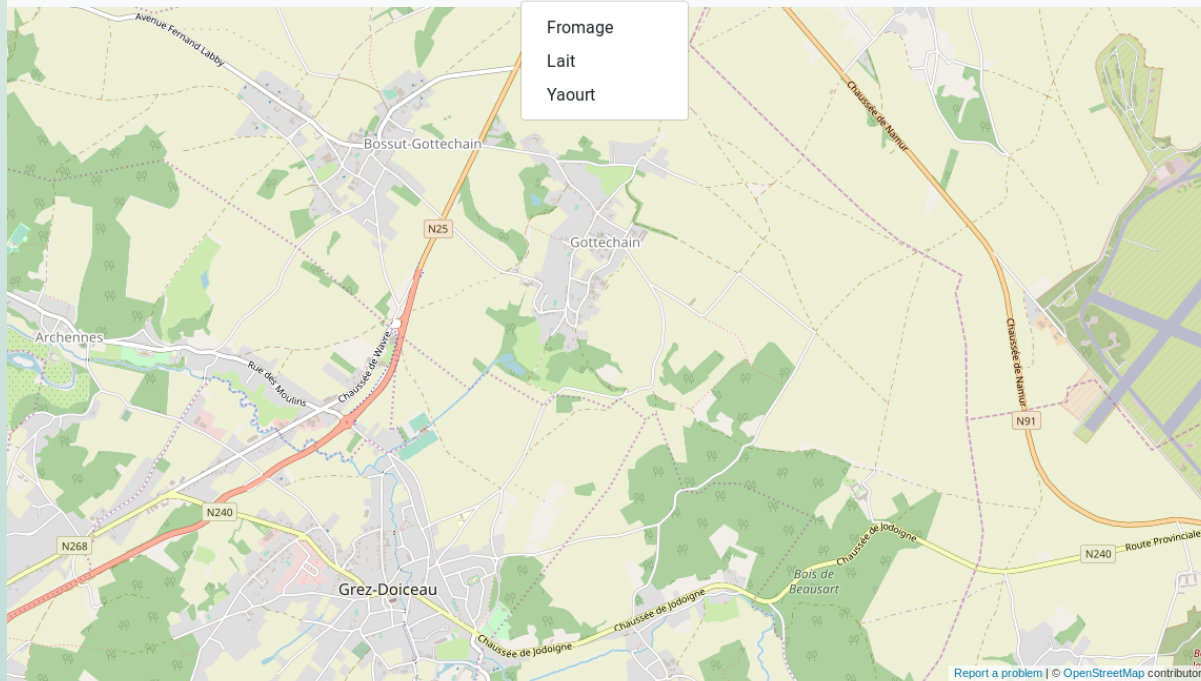 Fromage
Lait
Yaourt
Avenue Fernand Labby
Chaussée de Namur
Bossut-Gottechain
N25
Gottechain
Archennes
Chaussée de Wavre
Rue des Moulins
Chaussée de Namur
N91
N240
N268
Chaussée de Jodoigne
N240
Route Provinciale
Bois de
Beausart
Grez-Doiceau
Chaussée de Jodoigne
Chaussée de Jodoigne
Report a problem | © OpenStreetMap contributor